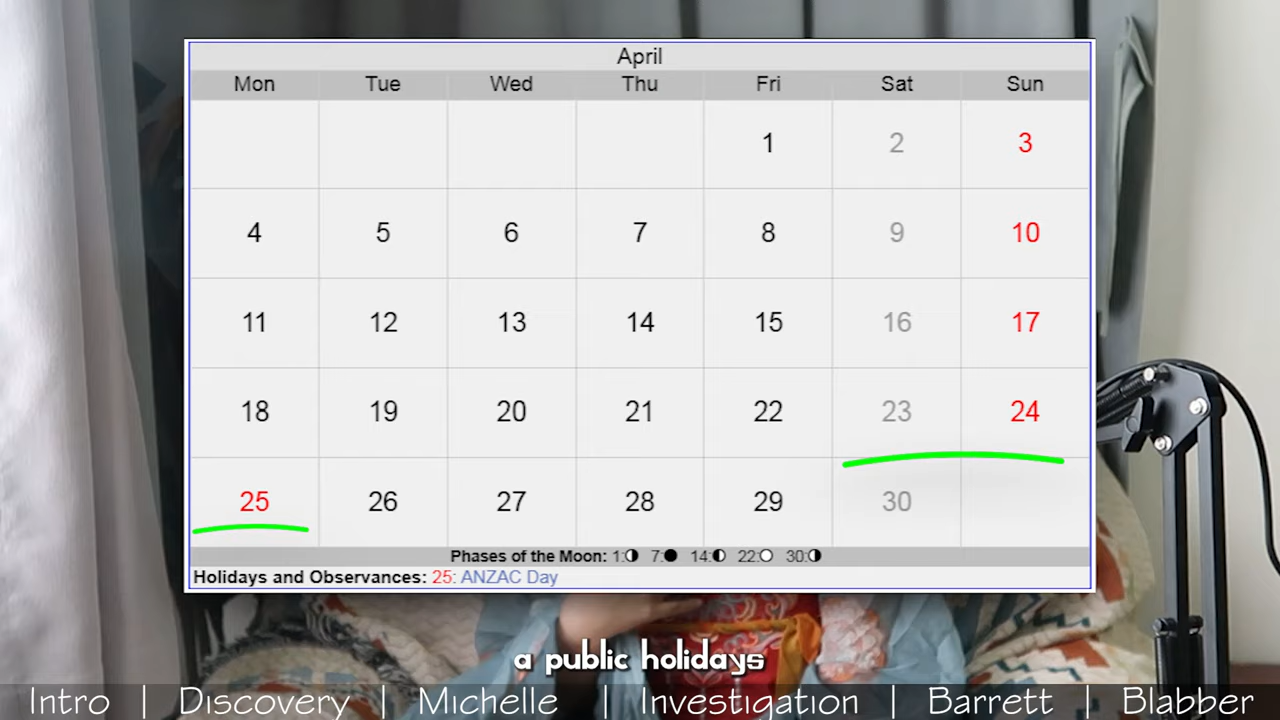 April
Mon Tue Wed Thu Fri Sat Sun
1 2 3
4 5 6 7 8 9 10
11 12 13 14 15 16 17
18 19 20 21 22 23 24
25 26 27 28 29 30
Phases of the Moon: 1: 7: 14: 22: 30:
Holidays and Observances: 25: ANZAC Day
a public holidays
Intro | Discovery | Michelle | Investigation | Barrett | Blabber